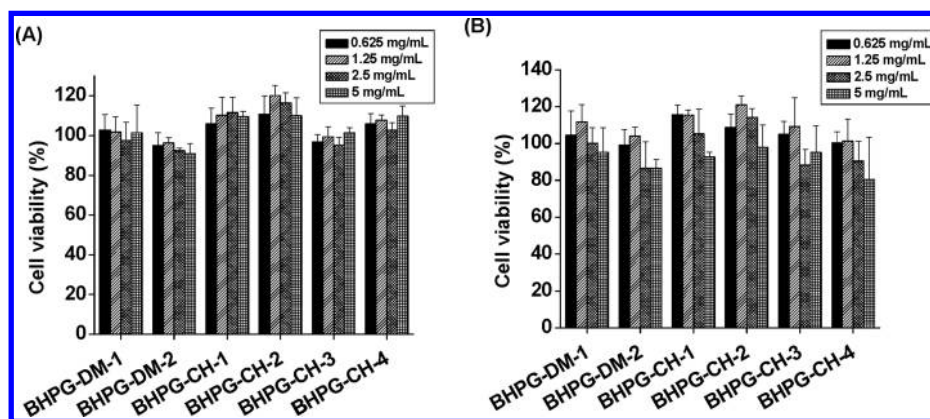 (A)
0.625 mg/mL
1.25 mg/mL
2.5 mg/mL
5 mg/mL
Cell viability (%)
120
100
80
60
40
20
0
BHPG-DM-1
BHPG-DM-2
BHPG-CH-1
BHPG-CH-2
BHPG-CH-3
BHPG-CH-4
(B)
0.625 mg/mL
1.25 mg/mL
2.5 mg/mL
5 mg/mL
Cell viability (%)
140
120
100
80
60
40
20
0
BHPG-DM-1
BHPG-DM-2
BHPG-CH-1
BHPG-CH-2
BHPG-CH-3
BHPG-CH-4